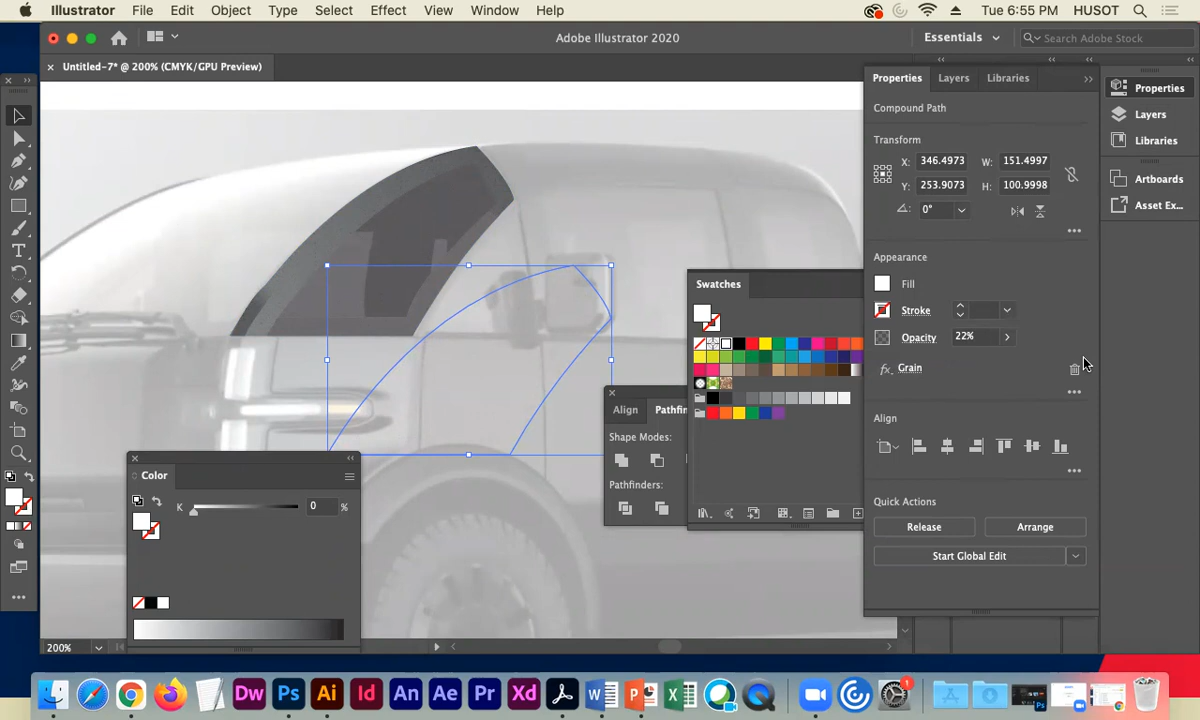 Illustrator File Edit Object Type Select Effect View Window Help
Tue 6:55 PM HUSOT
Adobe Illustrator 2020
Essentials
Search Adobe Stock
× Untitled-7* @ 200% (CMYK/GPU Preview)
Properties Layers Libraries
Compound Path
Transform
X: 346.4973 W: 151.4997
Y: 253.9073 H: 100.9998
0°
Appearance
Fill
Stroke
Opacity 22%
fx. Grain
Align
Quick Actions
Release Arrange
Start Global Edit
Properties
Layers
Libraries
Artboards
Asset Ex...
Swatches
Align Pathfin
Shape Modes:
Pathfinders:
Color
K 0 %
200%
Dw Ps Ai Id An Ae Pr Xd
W P X
1
Ps